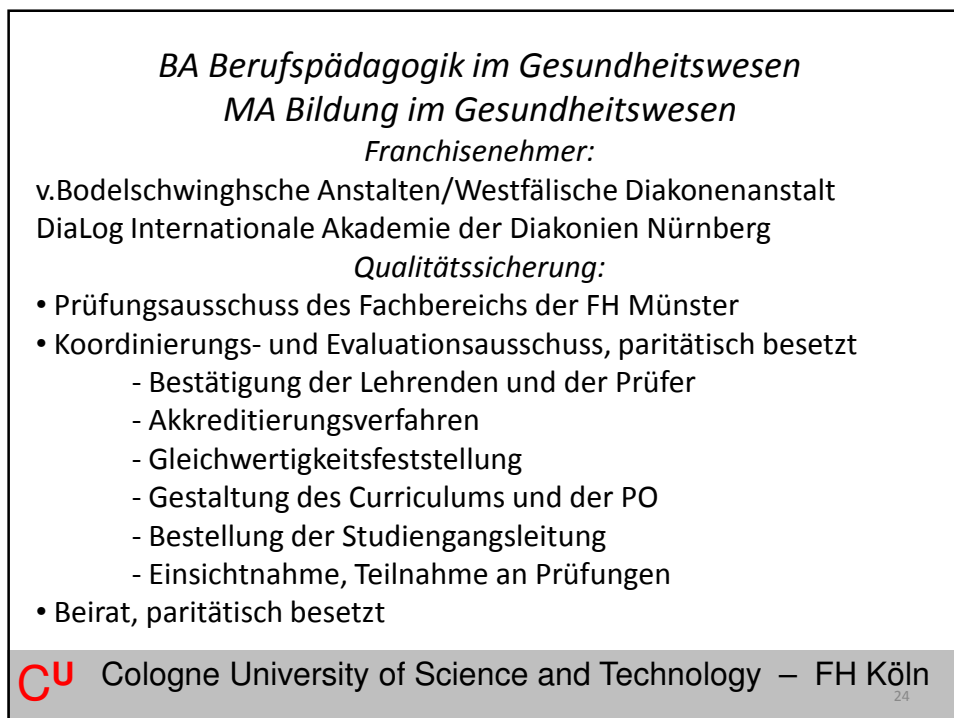 BA Berufspädagogik im Gesundheitswesen
MA Bildung im Gesundheitswesen
Franchisenehmer:
v.Bodelschwinghsche Anstalten/Westfälische Diakonenanstalt
DiaLog Internationale Akademie der Diakonien Nürnberg
Qualitätssicherung:
• Prüfungsausschuss des Fachbereichs der FH Münster
• Koordinierungs- und Evaluationsausschuss, paritätisch besetzt
- Bestätigung der Lehrenden und der Prüfer
- Akkreditierungsverfahren
- Gleichwertigkeitsfeststellung
- Gestaltung des Curriculums und der PO
- Bestellung der Studiengangsleitung
- Einsichtnahme, Teilnahme an Prüfungen
• Beirat, paritätisch besetzt
CU Cologne University of Science and Technology – FH Köln
24